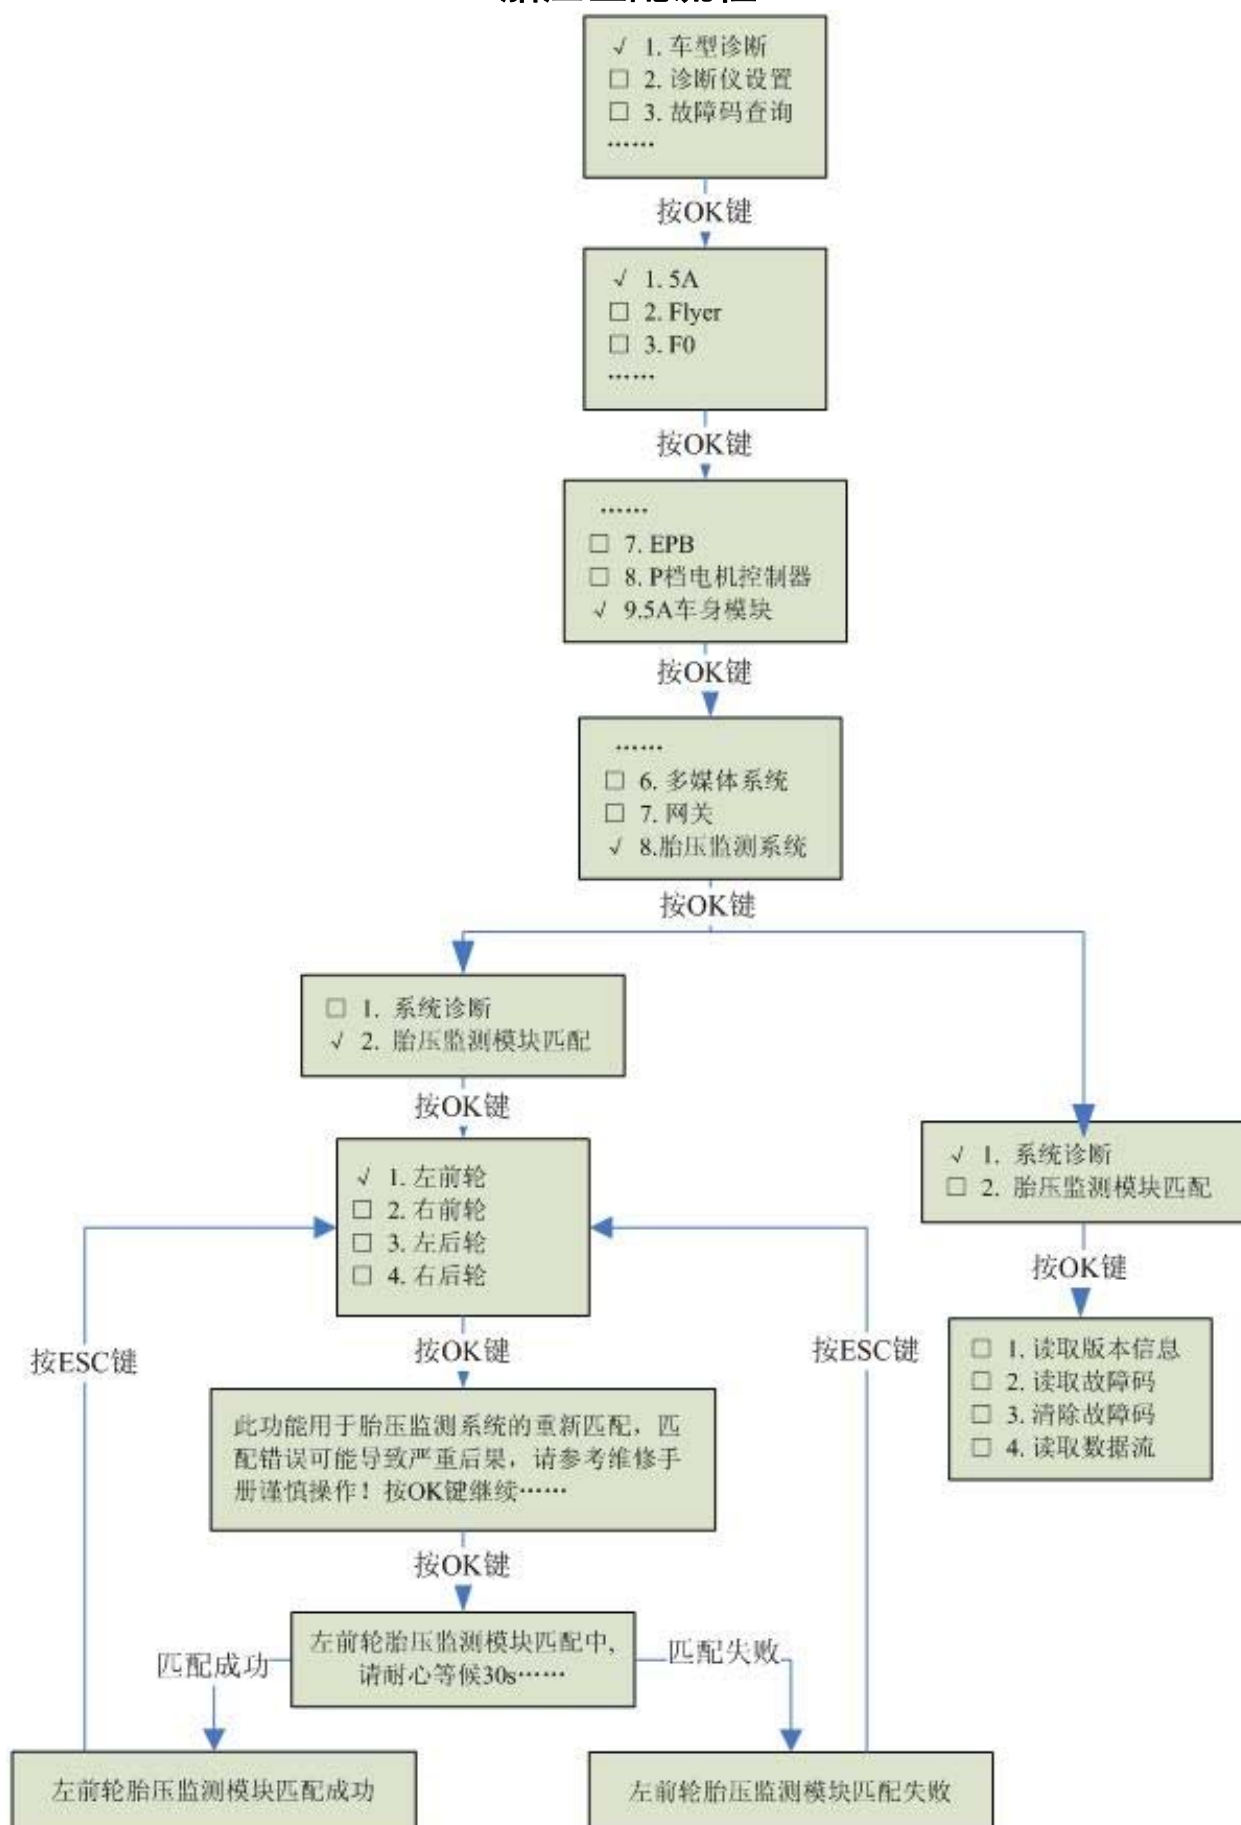 √ 1. 车型诊断
□ 2. 诊断仪设置
□ 3. 故障码查询
……
按OK键
√ 1. 5A
□ 2. Flyer
□ 3. F0
……
按OK键
……
□ 7. EPB
□ 8. P档电机控制器
√ 9.5A车身模块
按OK键
……
□ 6. 多媒体系统
□ 7. 网关
√ 8.胎压监测系统
按OK键
□ 1. 系统诊断
√ 2. 胎压监测模块匹配
按OK键
√ 1. 左前轮
□ 2. 右前轮
□ 3. 左后轮
□ 4. 右后轮
√ 1. 系统诊断
□ 2. 胎压监测模块匹配
按OK键
□ 1. 读取版本信息
□ 2. 读取故障码
□ 3. 清除故障码
□ 4. 读取数据流
按ESC键
按OK键
按ESC键
此功能用于胎压监测系统的重新匹配，匹
配错误可能导致严重后果，请参考维修手
册谨慎操作！按OK键继续……
按OK键
左前轮胎压监测模块匹配中,
请耐心等候30s……
匹配成功
匹配失败
左前轮胎压监测模块匹配成功
左前轮胎压监测模块匹配失败